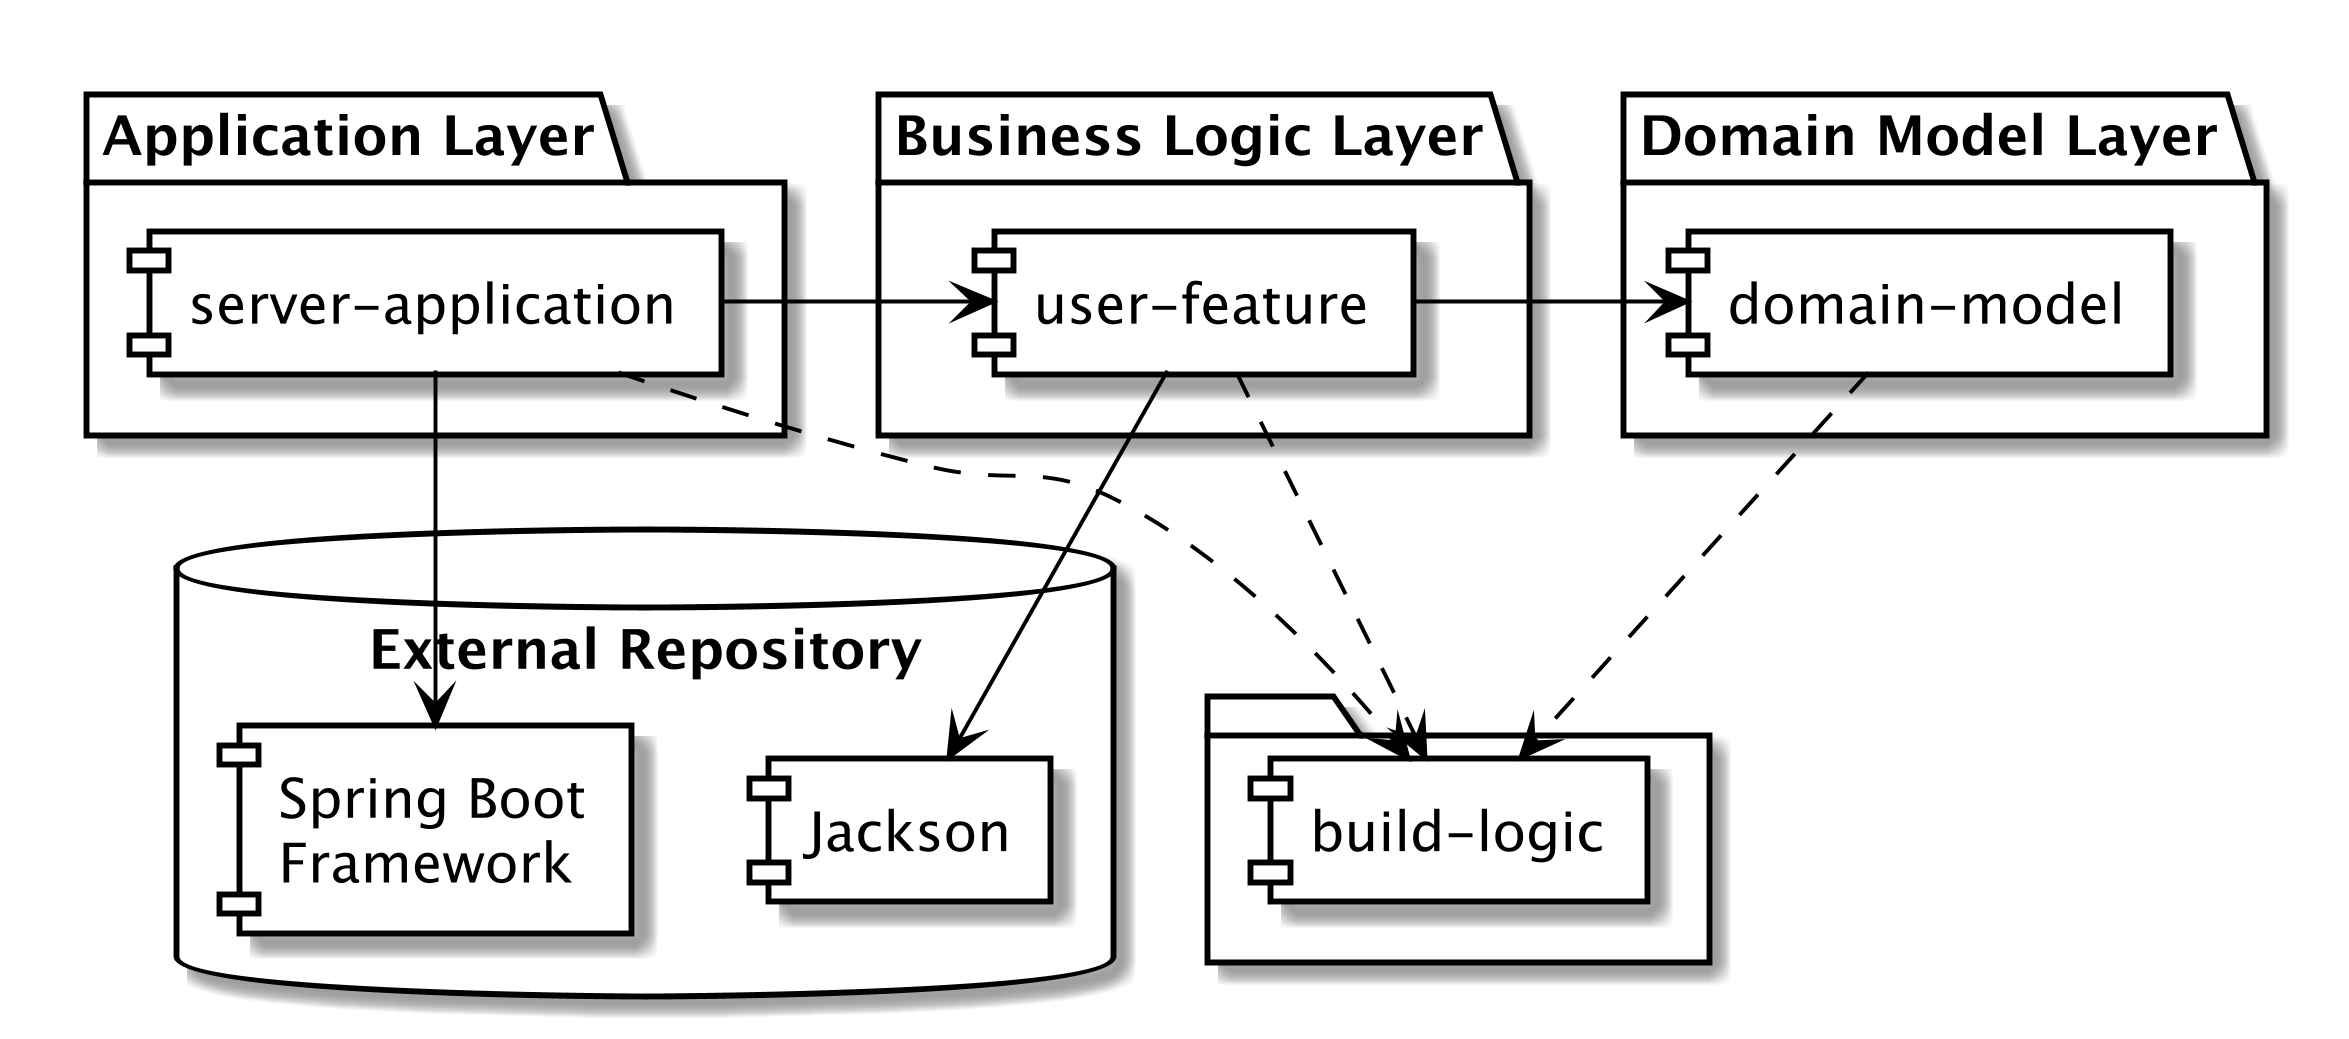 Application Layer
Business Logic Layer
Domain Model Layer
server-application
user-feature
domain-model
External Repository
Spring Boot
Framework
Jackson
build-logic